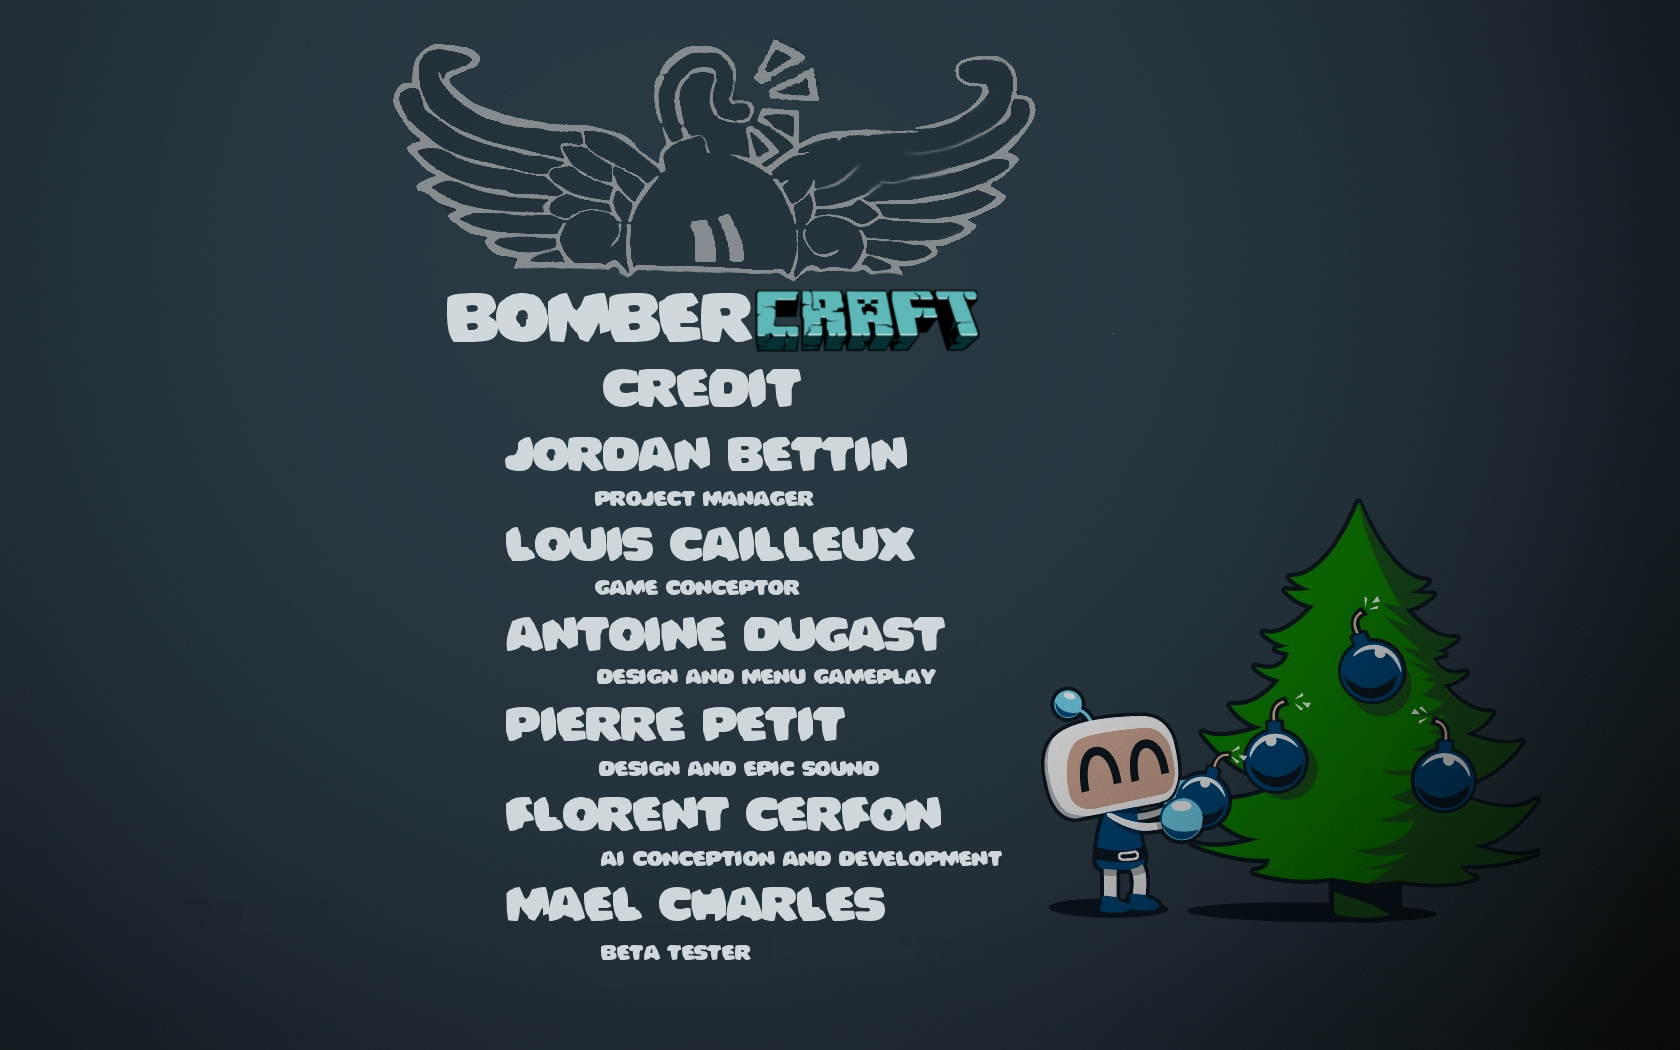 BOMBERCRAFT
CREDIT
JORDAN BETTIN
PROJECT MANAGER
LOUIS CAILLEUX
GAME CONCEPTOR
ANTOINE DUGAST
DESIGN AND MENU GAMEPLAY
PIERRE PETIT
DESIGN AND EPIC SOUND
FLORENT CERFON
AI CONCEPTION AND DEVELOPMENT
MAEL CHARLES
BETA TESTER